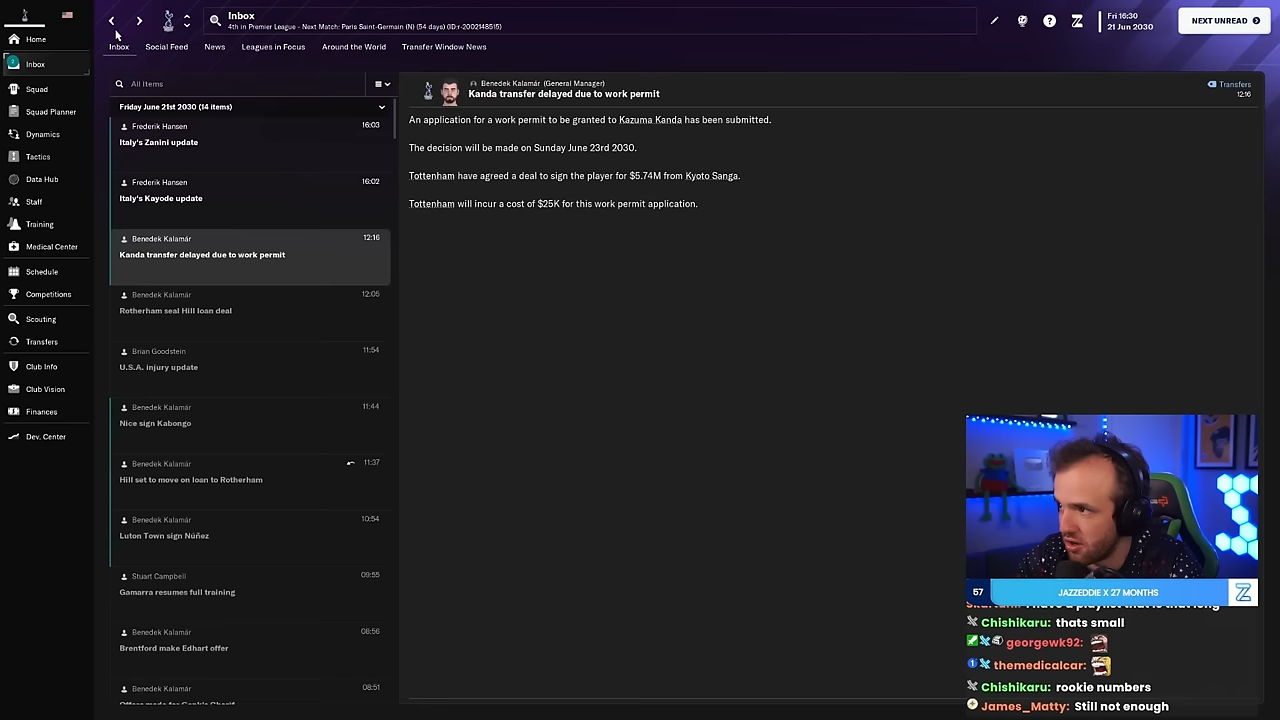 Inbox
4th in Premier League - Next Match: Paris Saint-Germain (N) (54 days) (ID:r-2002148515)
Fri 16:30
21 Jun 2030
NEXT UNREAD
Inbox
Social Feed
News
Leagues in Focus
Around the World
Transfer Window News
Home
Inbox
Squad
Squad Planner
Dynamics
Tactics
Data Hub
Staff
Training
Medical Center
Schedule
Competitions
Scouting
Transfers
Club Info
Club Vision
Finances
Dev. Center
All Items
Friday June 21st 2030 (14 items)
Frederik Hansen 16:03
Italy's Zanini update
Frederik Hansen 16:02
Italy's Kayode update
Benedek Kalamár 12:16
Kanda transfer delayed due to work permit
Benedek Kalamár 12:05
Rotherham seal Hill loan deal
Brian Goodstein 11:54
U.S.A. injury update
Benedek Kalamár 11:44
Nice sign Kabongo
Benedek Kalamár 11:37
Hill set to move on loan to Rotherham
Benedek Kalamár 10:54
Luton Town sign Núñez
Stuart Campbell 09:55
Gamarra resumes full training
Benedek Kalamár 08:56
Brentford make Edhart offer
Benedek Kalamár 08:51
Benedek Kalamár (General Manager)
Kanda transfer delayed due to work permit
Transfers
12:16
An application for a work permit to be granted to Kazuma Kanda has been submitted.
The decision will be made on Sunday June 23rd 2030.
Tottenham have agreed a deal to sign the player for $5.74M from Kyoto Sanga.
Tottenham will incur a cost of $25K for this work permit application.
57 JAZZEDDIE X 27 MONTHS
Chishikaru: thats small
georgewk92:
themedicalcar:
Chishikaru: rookie numbers
James_Matty: Still not enough